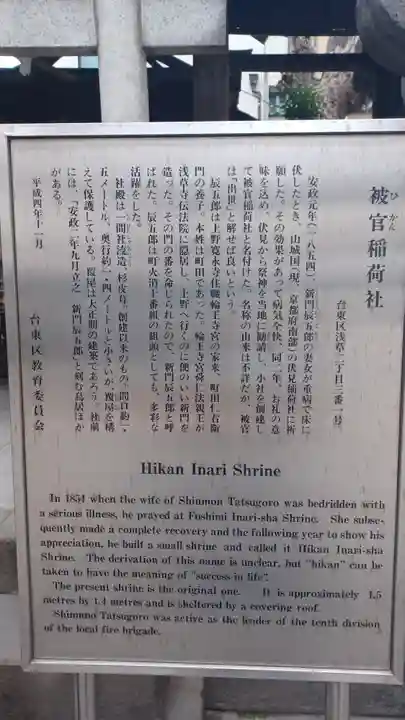 被官稲荷社
ひかん
台東区浅草二丁目三番一号
安政元年(一八五四)、新門辰五郎の妻女が重病で床に
伏したとき、山城国(現、京都府南部)の伏見稲荷社に祈
願した。その効果があって病気全快、同二年、お礼の意
味を込め、伏見から祭神を当地に勧請し、小社を創建し
て被官稲荷社と名付けた。名称の由来は不詳だが、被官
は「出世」と解せば良いという。
辰五郎は上野寛永寺住職輪王寺宮の家来、町田仁右衛
門の養子。本姓は町田であった。輪王寺宮舜仁法親王が
浅草寺伝法院に隠居し、上野へ行くのに便のいい新門を
造った。その門の番を命じられたので、新門辰五郎と呼
ばれた。辰五郎は町火消十番組の組頭としても、多彩な
活躍をした。
社殿は一間社流造、杉皮葺。創建以来のもの。間口約一・
五メートル、奥行約一・四メートルと小さいが、覆屋を構
えて保護している。覆屋は大正期の建築であろう。社前
には、「安政二年九月立之 新門辰五郎」と刻む鳥居ほか
がある。
平成四年十一月
台東区教育委員会
Hikan Inari Shrine
In 1854 when the wife of Shinmon Tatsugoro was bedridden with
a serious illness, he prayed at Fushimi Inari-sha Shrine. She subse-
quently made a complete recovery and the following year to show his
appreciation, he built a small shrine and called it Hikan Inari-sha
Shrine. The derivation of this name is unclear, but "hikan" can be
taken to have the meaning of "success in life".
The present shrine is the original one. It is approximately 1.5
metres by 1.4 metres and is sheltered by a covering roof.
Shinmno Tatsugoro was active as the leader of the tenth division
of the local fire brigade.